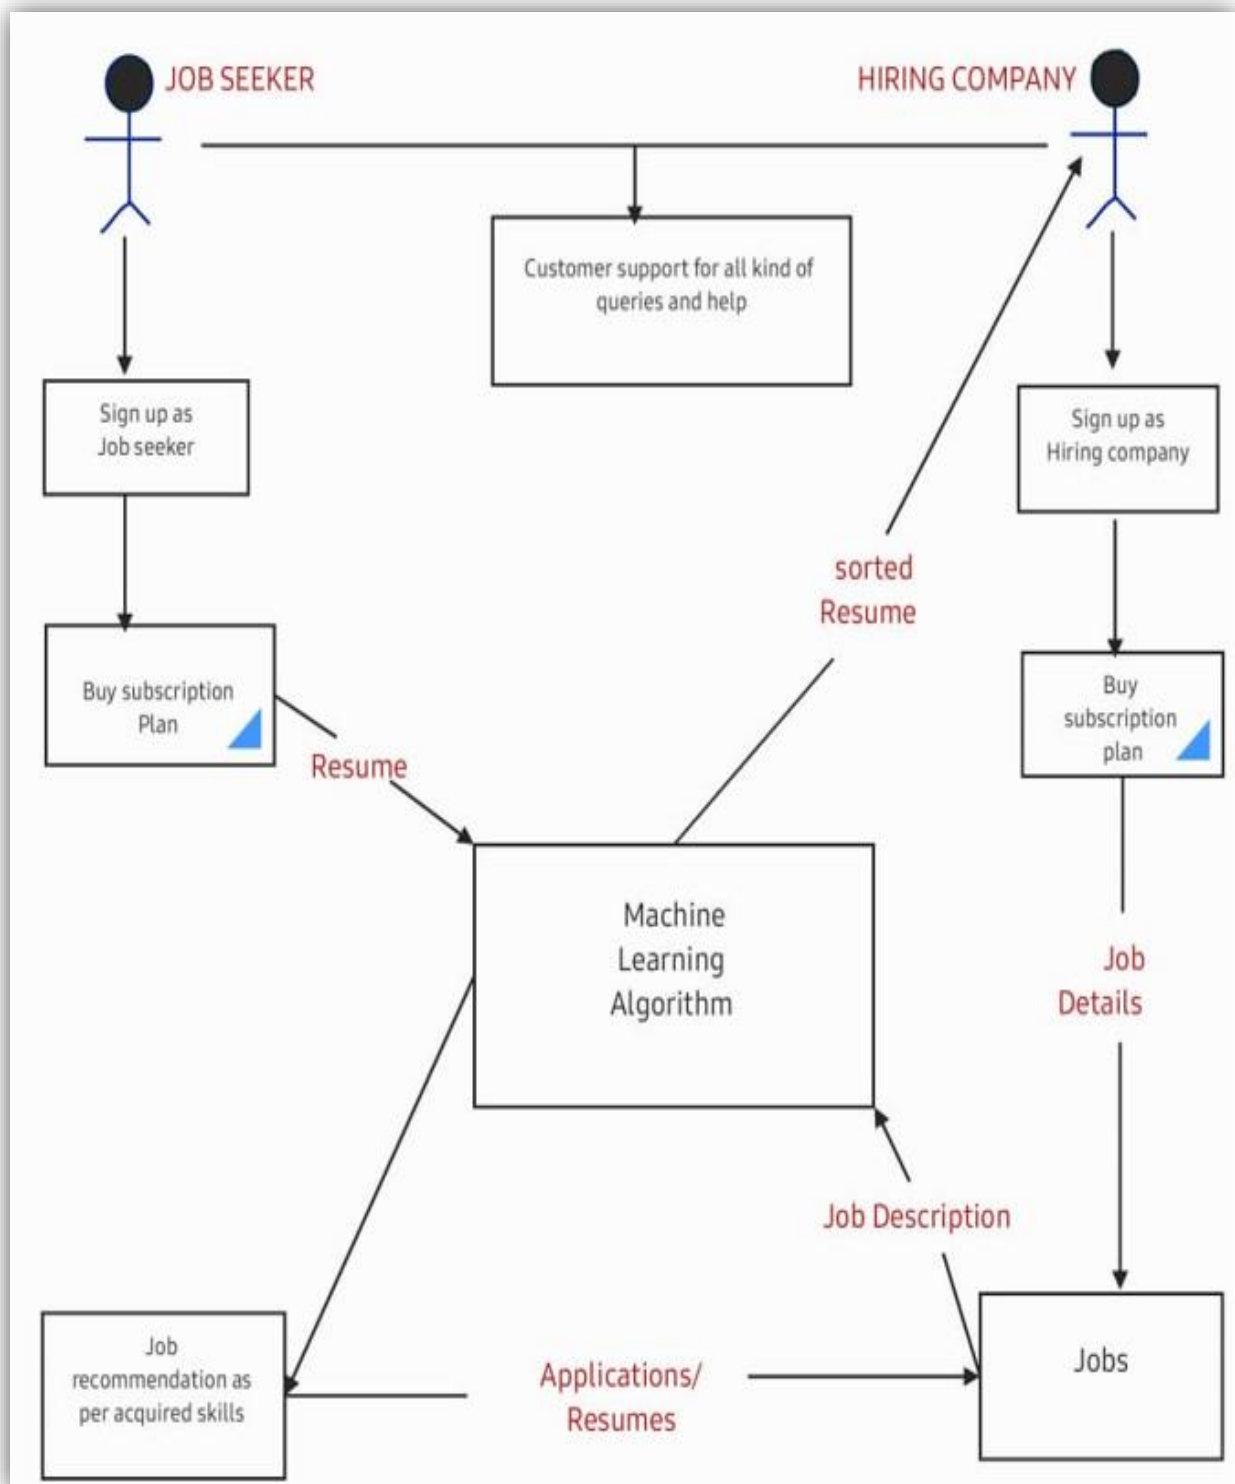 JOB SEEKER
HIRING COMPANY
Customer support for all kind of
queries and help
Sign up as
Job seeker
Sign up as
Hiring company
sorted
Resume
Buy subscription
Plan
Buy
subscription
plan
Resume
Machine
Learning
Algorithm
Job
Details
Job Description
Job
recommendation as
per acquired skills
Applications/
Resumes
Jobs